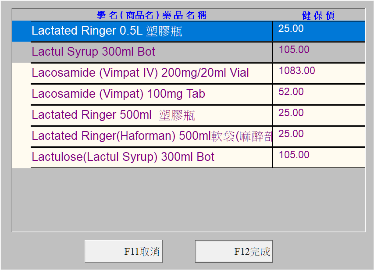 學名(商品名)藥品名稱 健保價
Lactated Ringer 0.5L 塑膠瓶 25.00
Lactul Syrup 300ml Bot 105.00
Lacosamide (Vimpat IV) 200mg/20ml Vial 1083.00
Lacosamide (Vimpat) 100mg Tab 52.00
Lactated Ringer 500ml 塑膠瓶 25.00
Lactated Ringer(Haforman) 500ml軟袋(麻醉部 25.00
Lactulose(Lactul Syrup) 300ml Bot 105.00
F11取消 F12完成